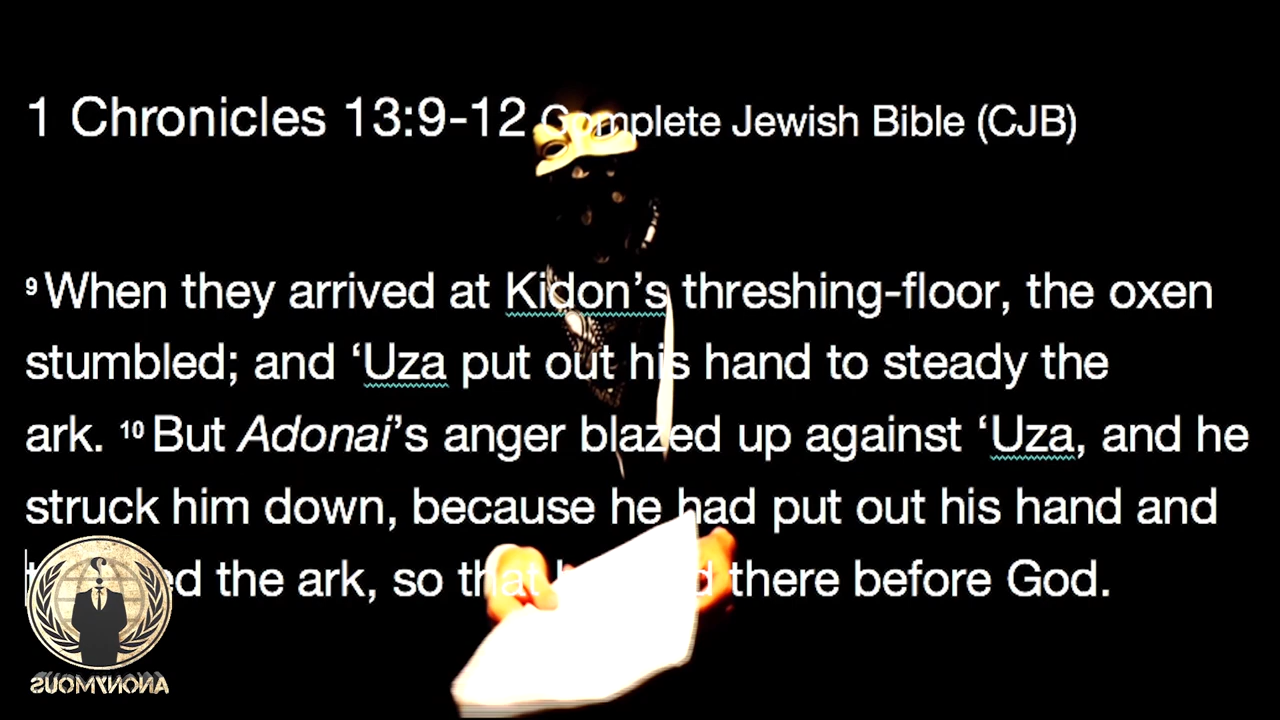 1 Chronicles 13:9-12 Complete Jewish Bible (CJB)
9 When they arrived at Kidon’s threshing-floor, the oxen
stumbled; and ‘Uza put out his hand to steady the
ark. 10 But Adonai’s anger blazed up against ‘Uza, and he
struck him down, because he had put out his hand and
the ark, so that there before God.
ANONYMOUS